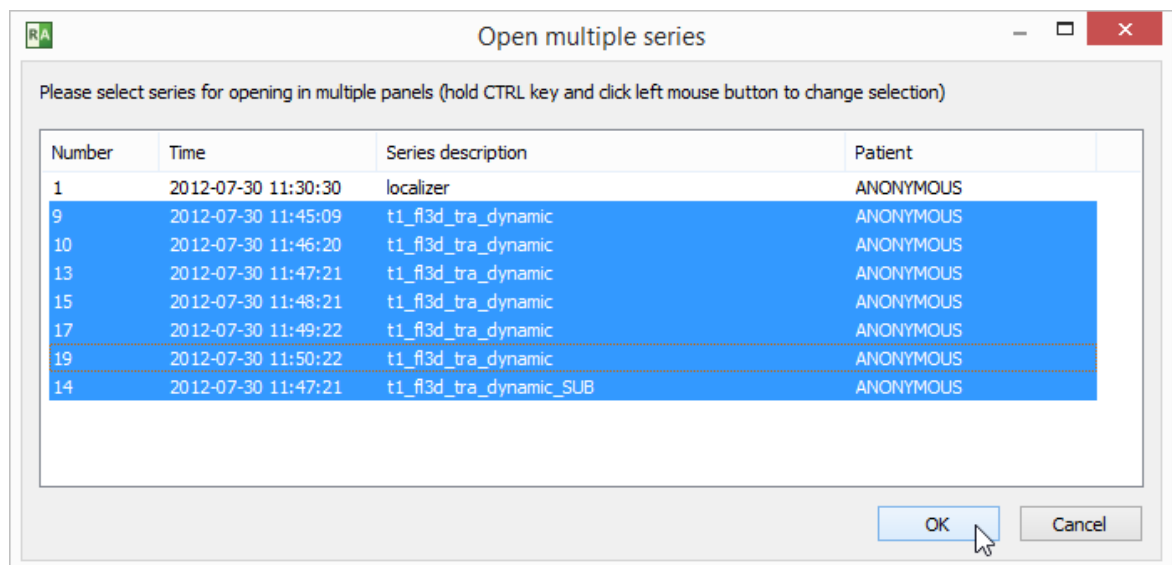 RA Open multiple series
Please select series for opening in multiple panels (hold CTRL key and click left mouse button to change selection)
Number Time Series description Patient
1 2012-07-30 11:30:30 localizer ANONYMOUS
9 2012-07-30 11:45:09 t1_fl3d_tra_dynamic ANONYMOUS
10 2012-07-30 11:46:20 t1_fl3d_tra_dynamic ANONYMOUS
13 2012-07-30 11:47:21 t1_fl3d_tra_dynamic ANONYMOUS
15 2012-07-30 11:48:21 t1_fl3d_tra_dynamic ANONYMOUS
17 2012-07-30 11:49:22 t1_fl3d_tra_dynamic ANONYMOUS
19 2012-07-30 11:50:22 t1_fl3d_tra_dynamic ANONYMOUS
14 2012-07-30 11:47:21 t1_fl3d_tra_dynamic_SUB ANONYMOUS
OK Cancel